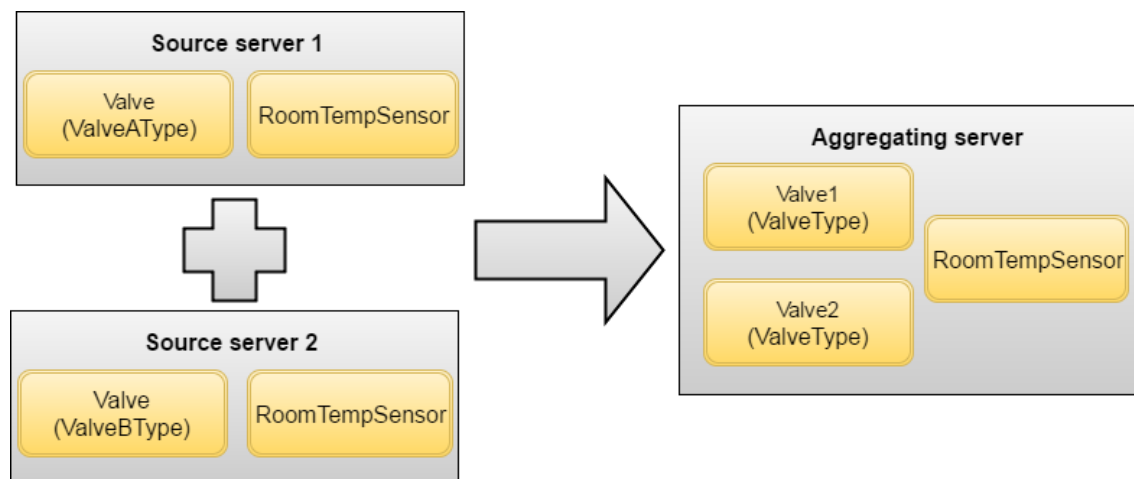 Source server 1
Valve
(ValveAType)
RoomTempSensor
Source server 2
Valve
(ValveBType)
RoomTempSensor
Aggregating server
Valve1
(ValveType)
Valve2
(ValveType)
RoomTempSensor